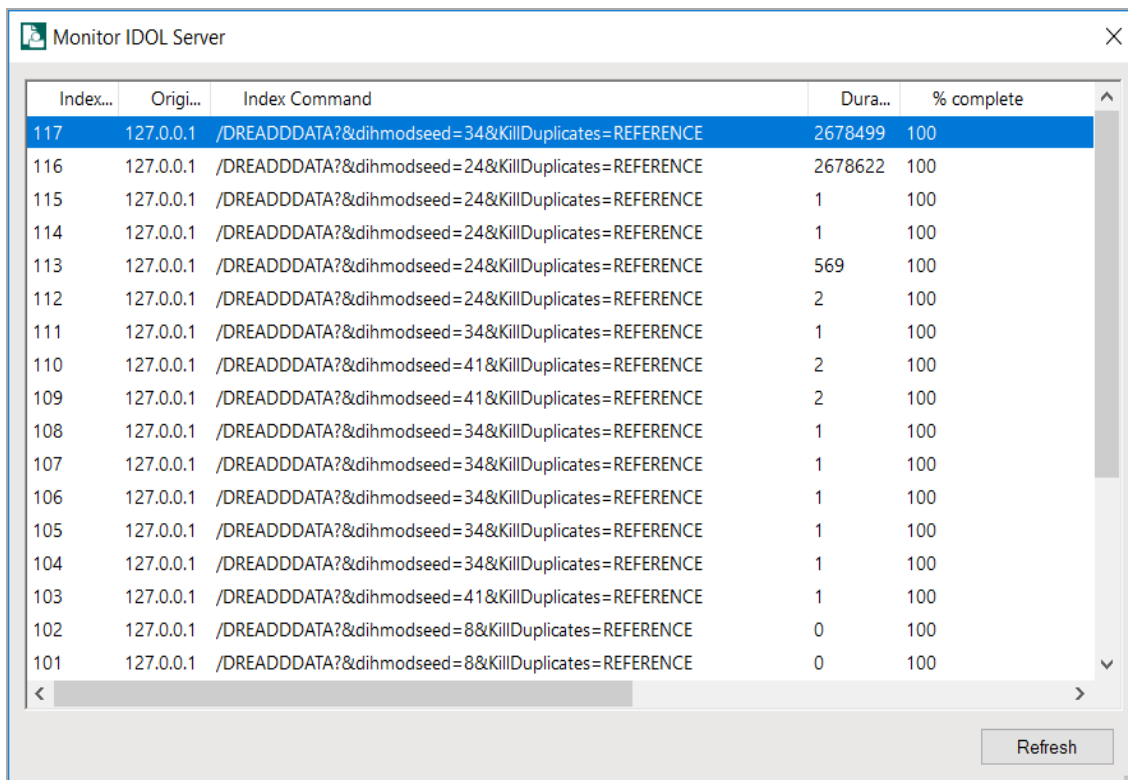 Monitor IDOL Server
Index... Origi... Index Command Dura... % complete
117 127.0.0.1 /DREADDDATA?&dihmodseed=34&KillDuplicates=REFERENCE 2678499 100
116 127.0.0.1 /DREADDDATA?&dihmodseed=24&KillDuplicates=REFERENCE 2678622 100
115 127.0.0.1 /DREADDDATA?&dihmodseed=24&KillDuplicates=REFERENCE 1 100
114 127.0.0.1 /DREADDDATA?&dihmodseed=24&KillDuplicates=REFERENCE 1 100
113 127.0.0.1 /DREADDDATA?&dihmodseed=24&KillDuplicates=REFERENCE 569 100
112 127.0.0.1 /DREADDDATA?&dihmodseed=24&KillDuplicates=REFERENCE 2 100
111 127.0.0.1 /DREADDDATA?&dihmodseed=34&KillDuplicates=REFERENCE 1 100
110 127.0.0.1 /DREADDDATA?&dihmodseed=41&KillDuplicates=REFERENCE 2 100
109 127.0.0.1 /DREADDDATA?&dihmodseed=41&KillDuplicates=REFERENCE 2 100
108 127.0.0.1 /DREADDDATA?&dihmodseed=34&KillDuplicates=REFERENCE 1 100
107 127.0.0.1 /DREADDDATA?&dihmodseed=34&KillDuplicates=REFERENCE 1 100
106 127.0.0.1 /DREADDDATA?&dihmodseed=34&KillDuplicates=REFERENCE 1 100
105 127.0.0.1 /DREADDDATA?&dihmodseed=34&KillDuplicates=REFERENCE 1 100
104 127.0.0.1 /DREADDDATA?&dihmodseed=34&KillDuplicates=REFERENCE 1 100
103 127.0.0.1 /DREADDDATA?&dihmodseed=41&KillDuplicates=REFERENCE 1 100
102 127.0.0.1 /DREADDDATA?&dihmodseed=8&KillDuplicates=REFERENCE 0 100
101 127.0.0.1 /DREADDDATA?&dihmodseed=8&KillDuplicates=REFERENCE 0 100
Refresh